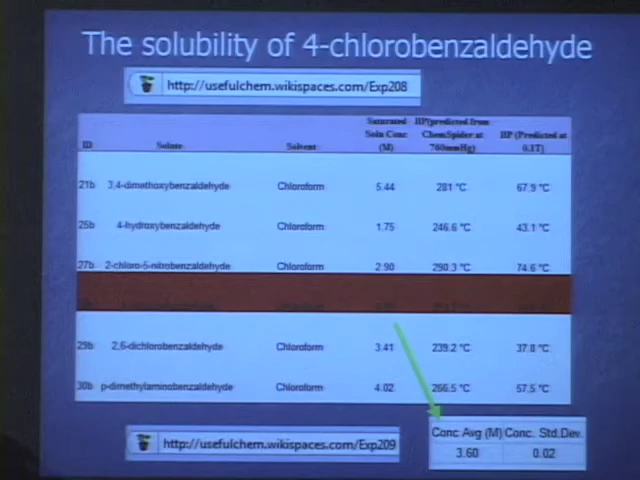 The solubility of 4-chlorobenzaldehyde
http://usefulchem.wikispaces.com/Exp208
ID Solute Solvent Saturated Soln Conc (M) BP(predicted from ChemSpider at 760mmHg) BP (Predicted at 0.1T)
21b 3,4-dimethoxybenzaldehyde Chloroform 5.44 281 °C 67.9 °C
25b 4-hydroxybenzaldehyde Chloroform 1.75 246.6 °C 43.1 °C
27b 2-chloro-5-nitrobenzaldehyde Chloroform 2.90 290.3 °C 74.6 °C
29b 2,6-dichlorobenzaldehyde Chloroform 3.41 239.2 °C 37.8 °C
30b p-dimethylaminobenzaldehyde Chloroform 4.02 266.5 °C 57.5 °C
Conc Avg (M) Conc. Std.Dev.
3.60 0.02
http://usefulchem.wikispaces.com/Exp209